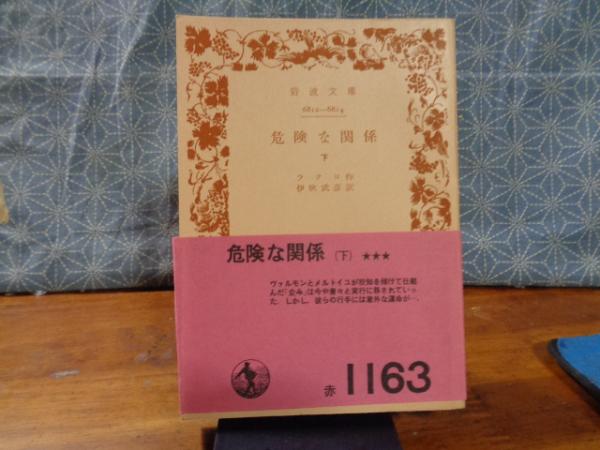 岩波文庫
6812—6814
危険な関係
下
ラクロ作
伊吹武彦訳
危険な関係 〔下〕 ★★★
ヴァルモンとメルトイユが狡知を傾けて仕組
んだ「企み」は今や着々と実行に移されていっ
た．しかし，彼らの行手には意外な運命が…．
赤 1163